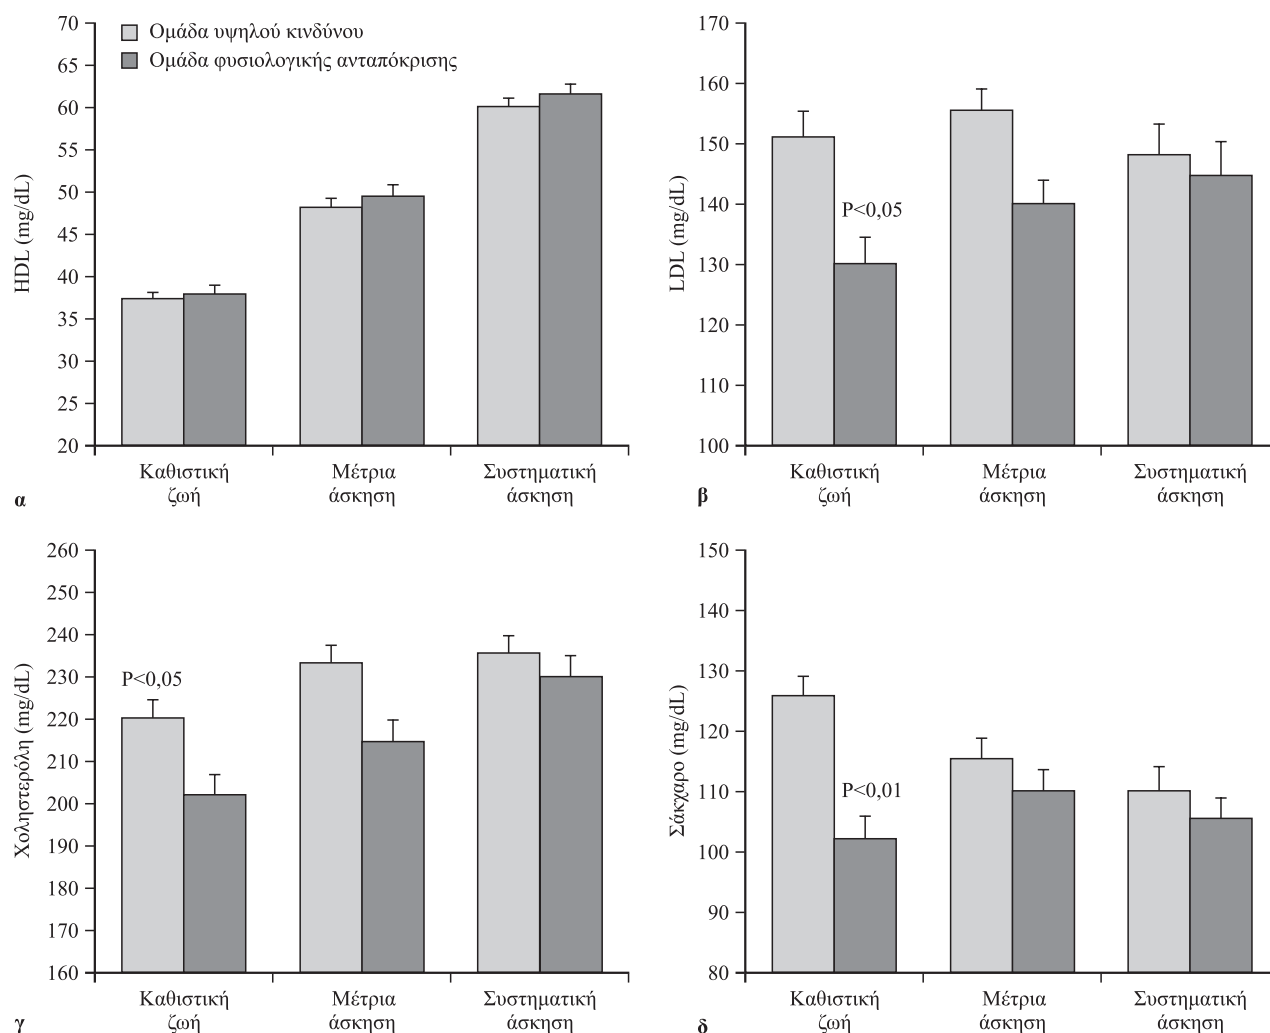 70
65
60
55
50
45
40
35
30
25
20
HDL (mg/dL)
Ομάδα υψηλού κινδύνου
Ομάδα φυσιολογικής ανταπόκρισης
Καθιστική
ζωή
Μέτρια
άσκηση
Συστηματική
άσκηση
α
170
160
150
140
130
120
110
100
LDL (mg/dL)
P<0,05
Καθιστική
ζωή
Μέτρια
άσκηση
Συστηματική
άσκηση
β
260
250
240
230
220
210
200
190
180
170
160
Χοληστερόλη (mg/dL)
P<0,05
Καθιστική
ζωή
Μέτρια
άσκηση
Συστηματική
άσκηση
γ
150
140
130
120
110
100
90
80
Σάκχαρο (mg/dL)
P<0,01
Καθιστική
ζωή
Μέτρια
άσκηση
Συστηματική
άσκηση
δ